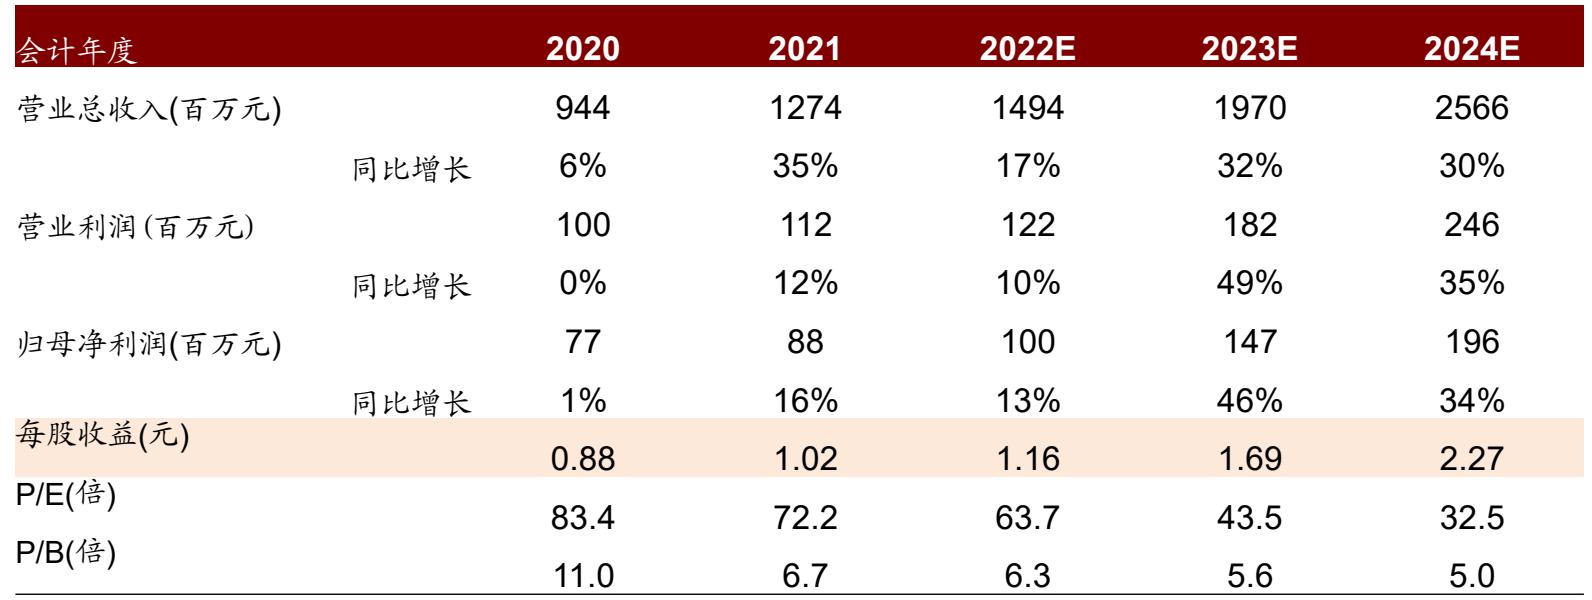 会计年度 2020 2021 2022E 2023E 2024E
营业总收入(百万元) 944 1274 1494 1970 2566
同比增长 6% 35% 17% 32% 30%
营业利润(百万元) 100 112 122 182 246
同比增长 0% 12% 10% 49% 35%
归母净利润(百万元) 77 88 100 147 196
同比增长 1% 16% 13% 46% 34%
每股收益(元) 0.88 1.02 1.16 1.69 2.27
P/E(倍) 83.4 72.2 63.7 43.5 32.5
P/B(倍) 11.0 6.7 6.3 5.6 5.0